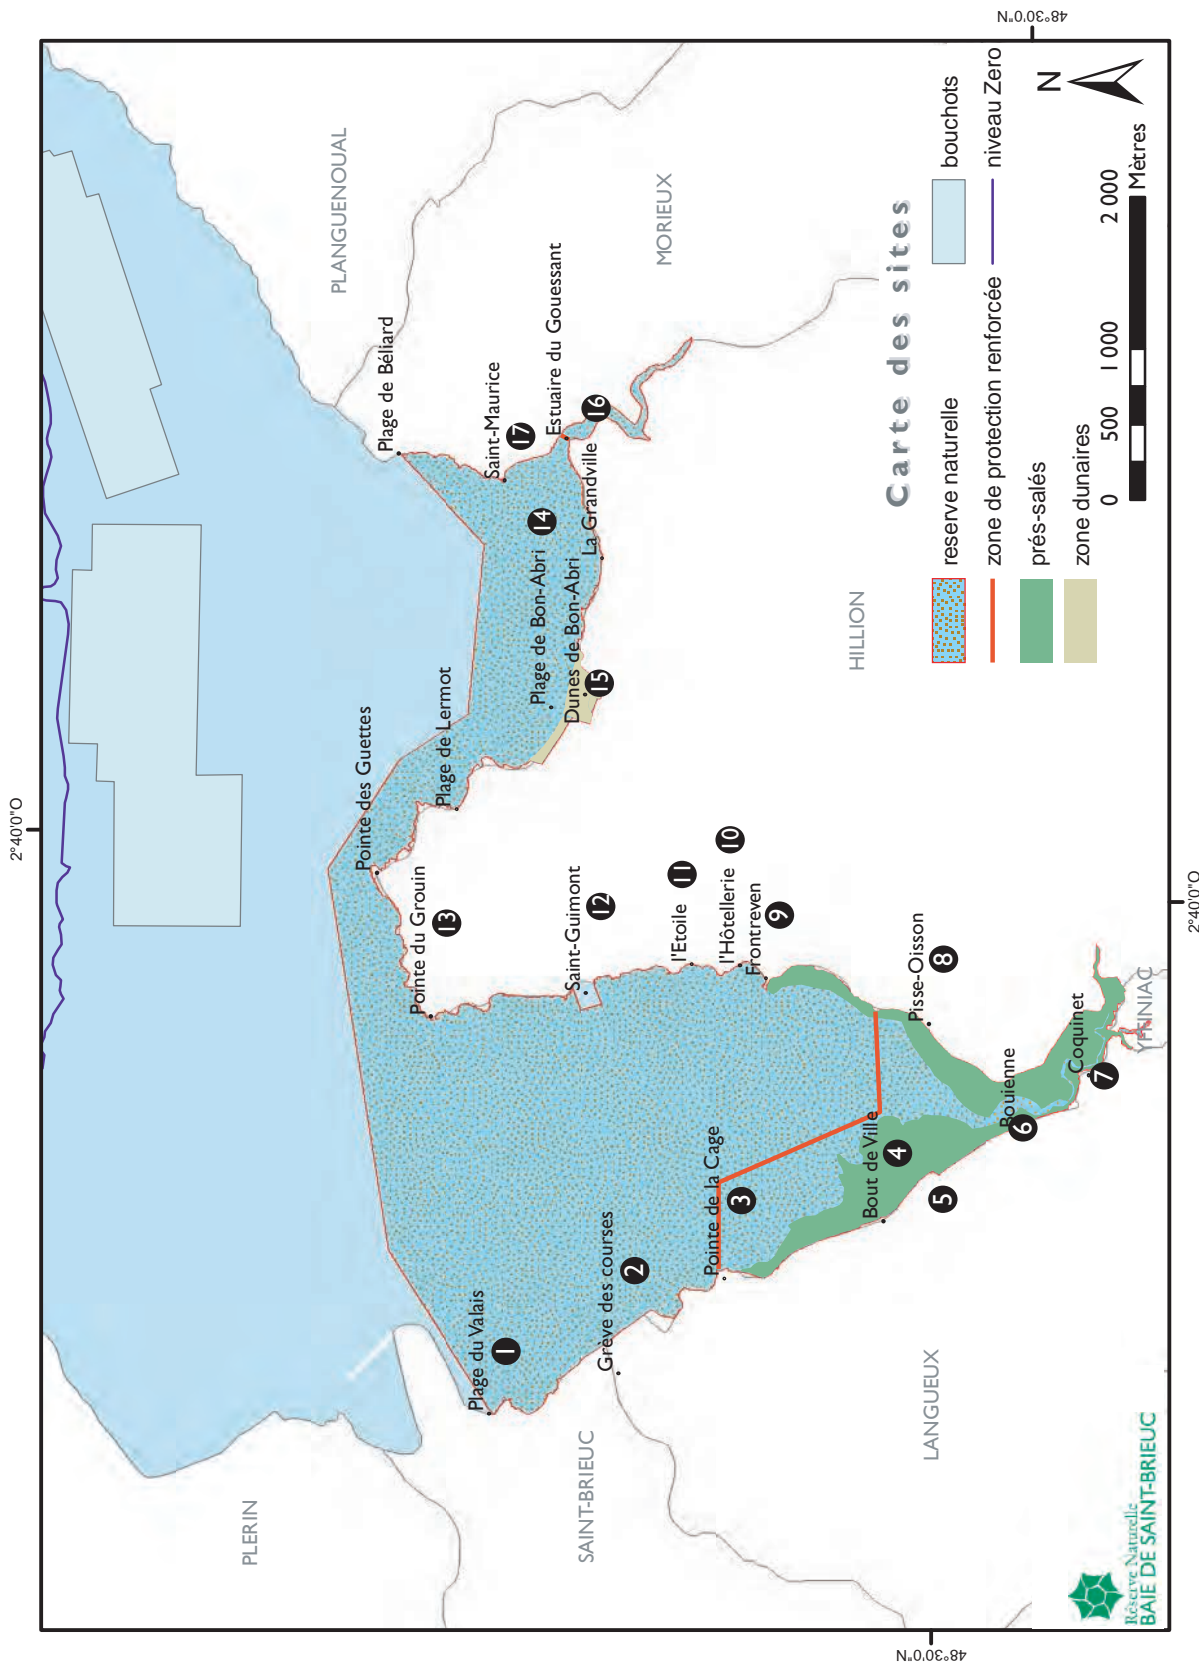 2°40'0"O
48°30'0"N
PLERIN
PLANGUENOUAL
Plage de Béliard
Pointe des Guettes
Plage de Lermot
Pointe du Grouin
13
Plage du Valais
1
Saint-Maurice
17
Estuaire du Gouessant
16
MORIEUX
14
Plage de Bon-Abri
Dunes de Bon-Abri
15
La Grandville
SAINT-BRIEUC
Grève des courses
2
Saint-Guimont
12
l'Etoile
11
l'Hôtellerie
10
Frontreven
9
Pointe de la Cage
3
HILLION
Bout de Ville
4
5
Pisse-Oisson
8
LANGUEUX
Bouienne
6
Coquinet
7
YFFINIAC
Carte des sites
reserve naturelle
bouchots
zone de protection renforcée
niveau Zero
prés-salés
zone dunaires
N
0 500 1 000 2 000
Mètres
Réserve Naturelle
BAIE DE SAINT-BRIEUC
48°30'0"N
2°40'0"O